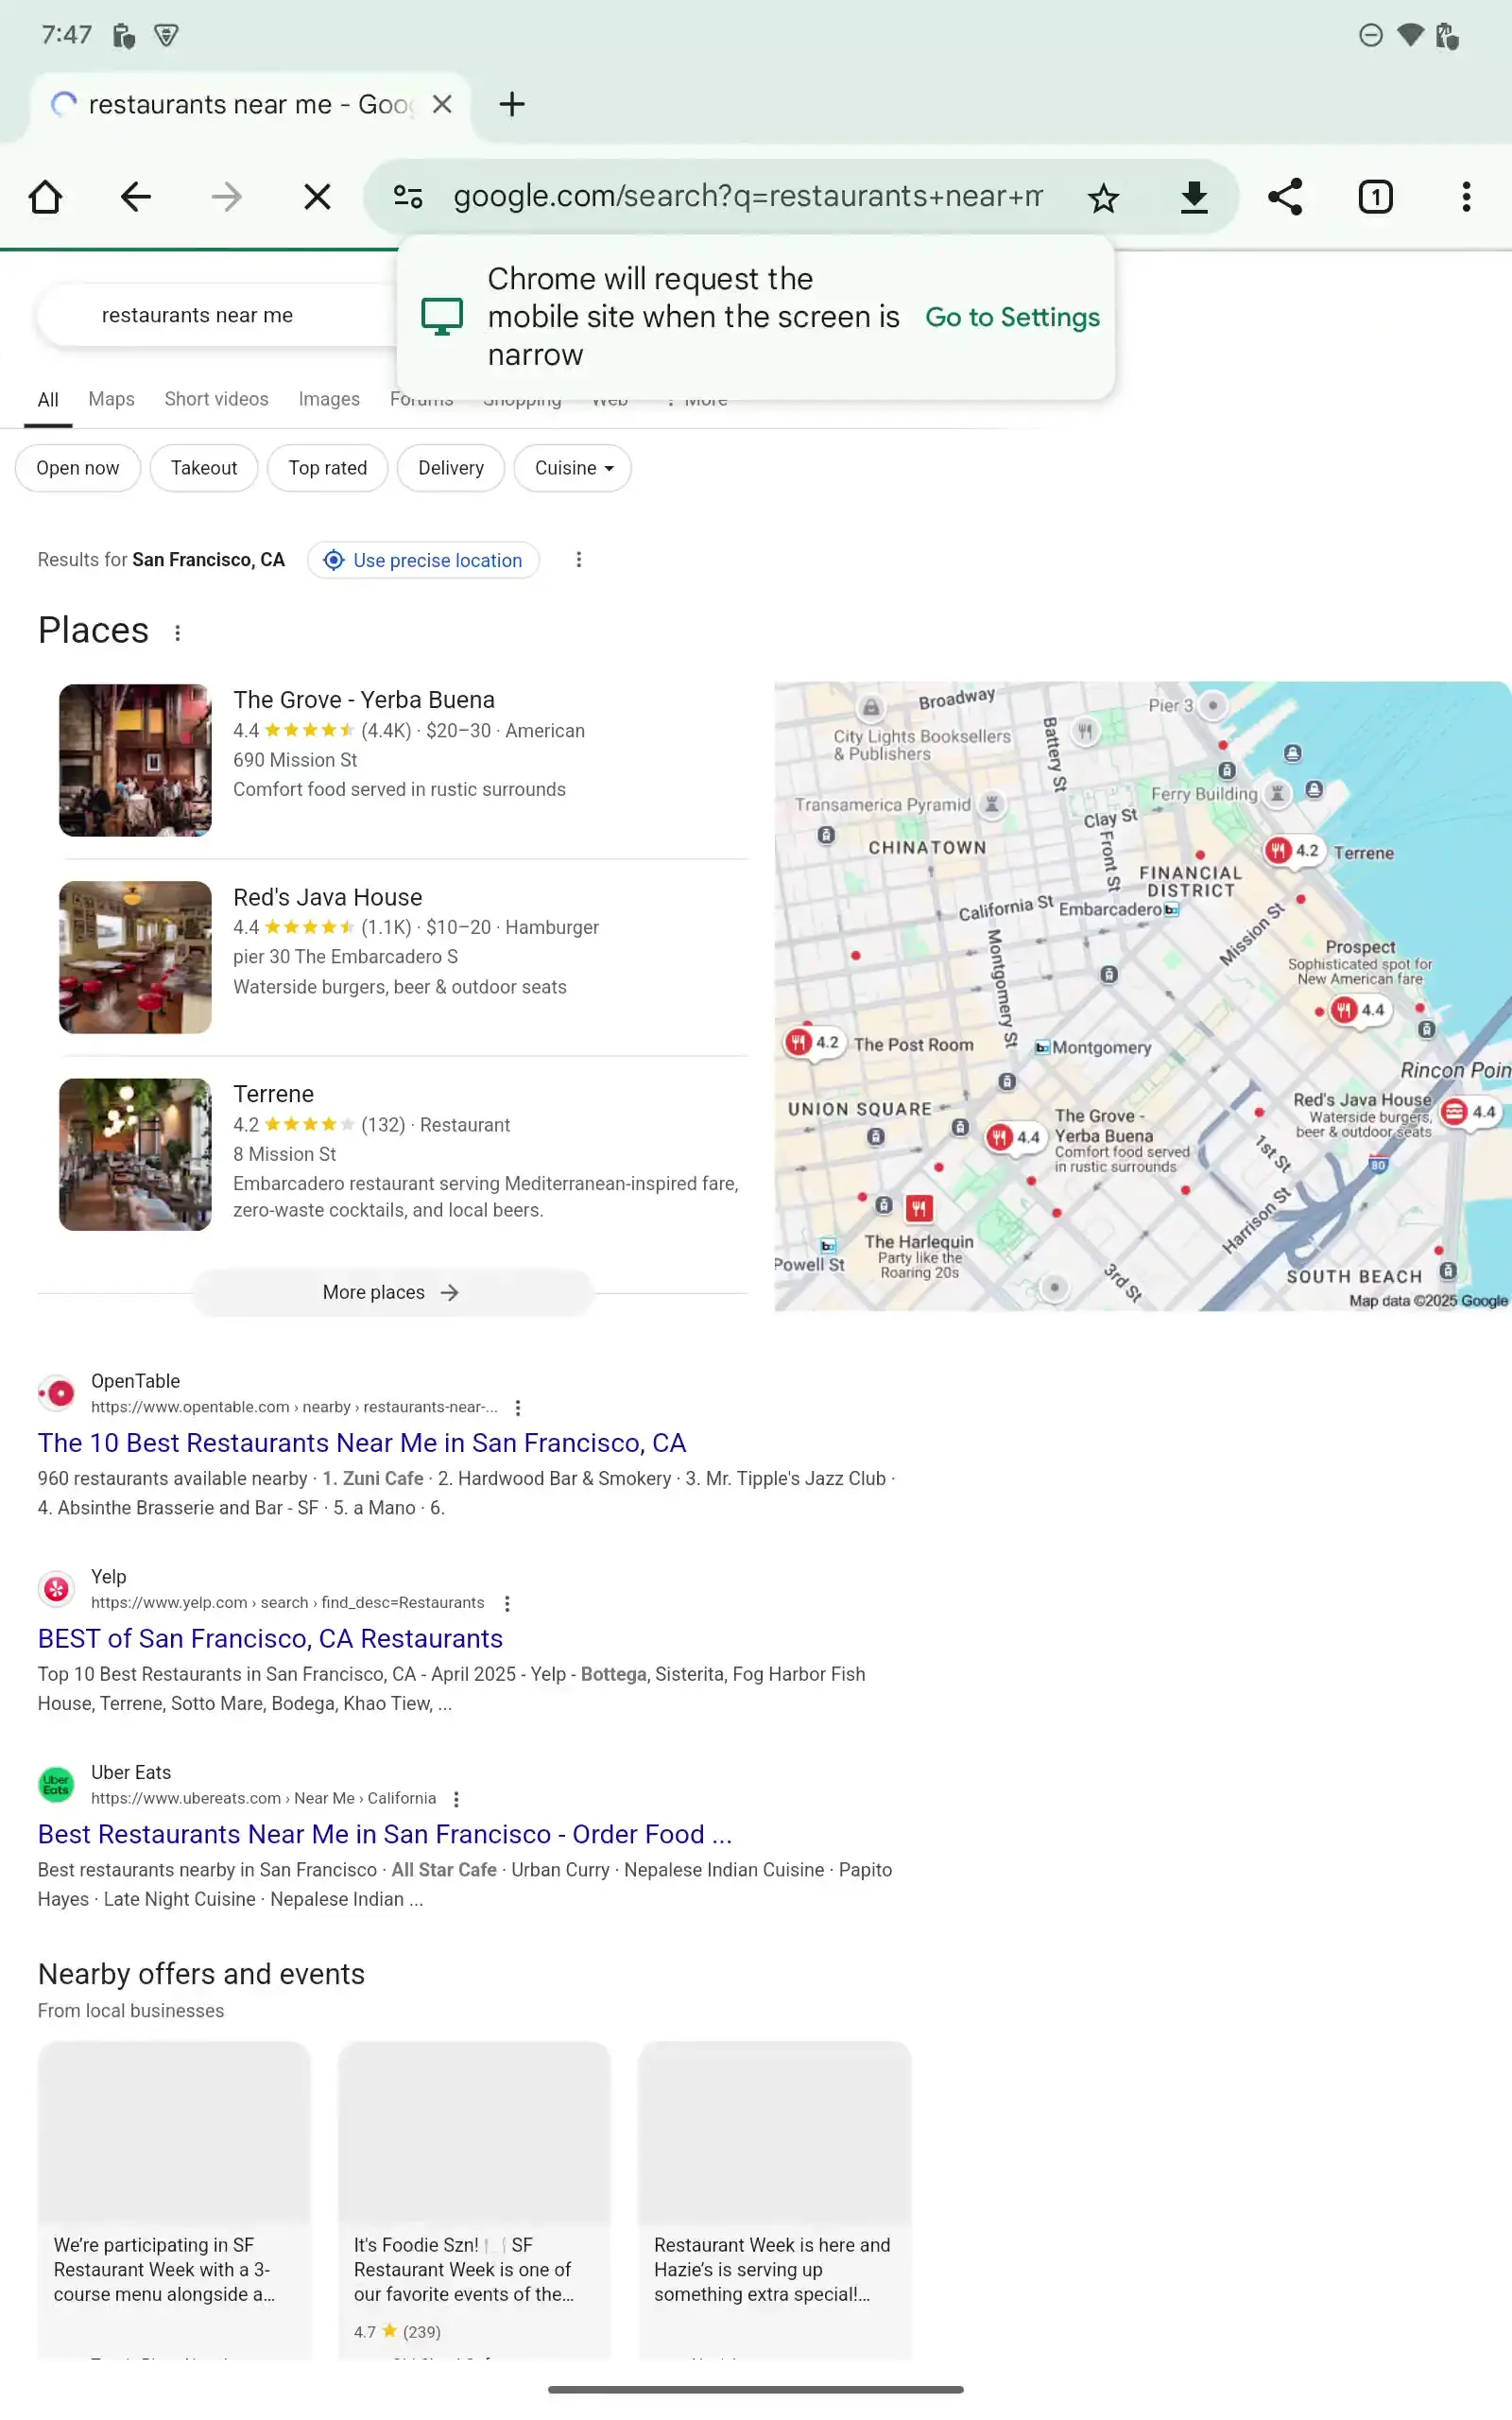 7:47
restaurants near me - Goog
google.com/search?q=restaurants+near+m
1
Chrome will request the
mobile site when the screen is
narrow
Go to Settings
restaurants near me
All Maps Short videos Images Forums Shopping Web More
Open now Takeout Top rated Delivery Cuisine
Results for San Francisco, CA Use precise location
Places
The Grove - Yerba Buena
4.4 (4.4K) · $20–30 · American
690 Mission St
Comfort food served in rustic surrounds
Red's Java House
4.4 (1.1K) · $10–20 · Hamburger
pier 30 The Embarcadero S
Waterside burgers, beer & outdoor seats
Terrene
4.2 (132) · Restaurant
8 Mission St
Embarcadero restaurant serving Mediterranean-inspired fare,
zero-waste cocktails, and local beers.
More places
Broadway
Pier 3
City Lights Booksellers
& Publishers
Battery St
Transamerica Pyramid
Ferry Building
Clay St
Front St
CHINATOWN
4.2 Terrene
FINANCIAL
DISTRICT
California St
Embarcadero
Mission St
Montgomery St
Prospect
Sophisticated spot for
New American fare
4.4
4.2 The Post Room
Montgomery
Rincon Poin
UNION SQUARE
Red's Java House
Waterside burgers,
beer & outdoor seats
4.4
4.4
The Grove -
Yerba Buena
Comfort food served
in rustic surrounds
1st St
80
Harrison St
The Harlequin
Party like the
Roaring 20s
Powell St
3rd St
SOUTH BEACH
Map data ©2025 Google
OpenTable
https://www.opentable.com › nearby › restaurants-near-...
The 10 Best Restaurants Near Me in San Francisco, CA
960 restaurants available nearby · 1. Zuni Cafe · 2. Hardwood Bar & Smokery · 3. Mr. Tipple's Jazz Club ·
4. Absinthe Brasserie and Bar - SF · 5. a Mano · 6.
Yelp
https://www.yelp.com › search › find_desc=Restaurants
BEST of San Francisco, CA Restaurants
Top 10 Best Restaurants in San Francisco, CA - April 2025 - Yelp - Bottega, Sisterita, Fog Harbor Fish
House, Terrene, Sotto Mare, Bodega, Khao Tiew, ...
Uber Eats
Uber Eats
https://www.ubereats.com › Near Me › California
Best Restaurants Near Me in San Francisco - Order Food ...
Best restaurants nearby in San Francisco · All Star Cafe · Urban Curry · Nepalese Indian Cuisine · Papito
Hayes · Late Night Cuisine · Nepalese Indian ...
Nearby offers and events
From local businesses
We’re participating in SF
Restaurant Week with a 3-
course menu alongside a…
It's Foodie Szn! 🍽️ SF
Restaurant Week is one of
our favorite events of the…
4.7 (239)
Restaurant Week is here and
Hazie’s is serving up
something extra special!…